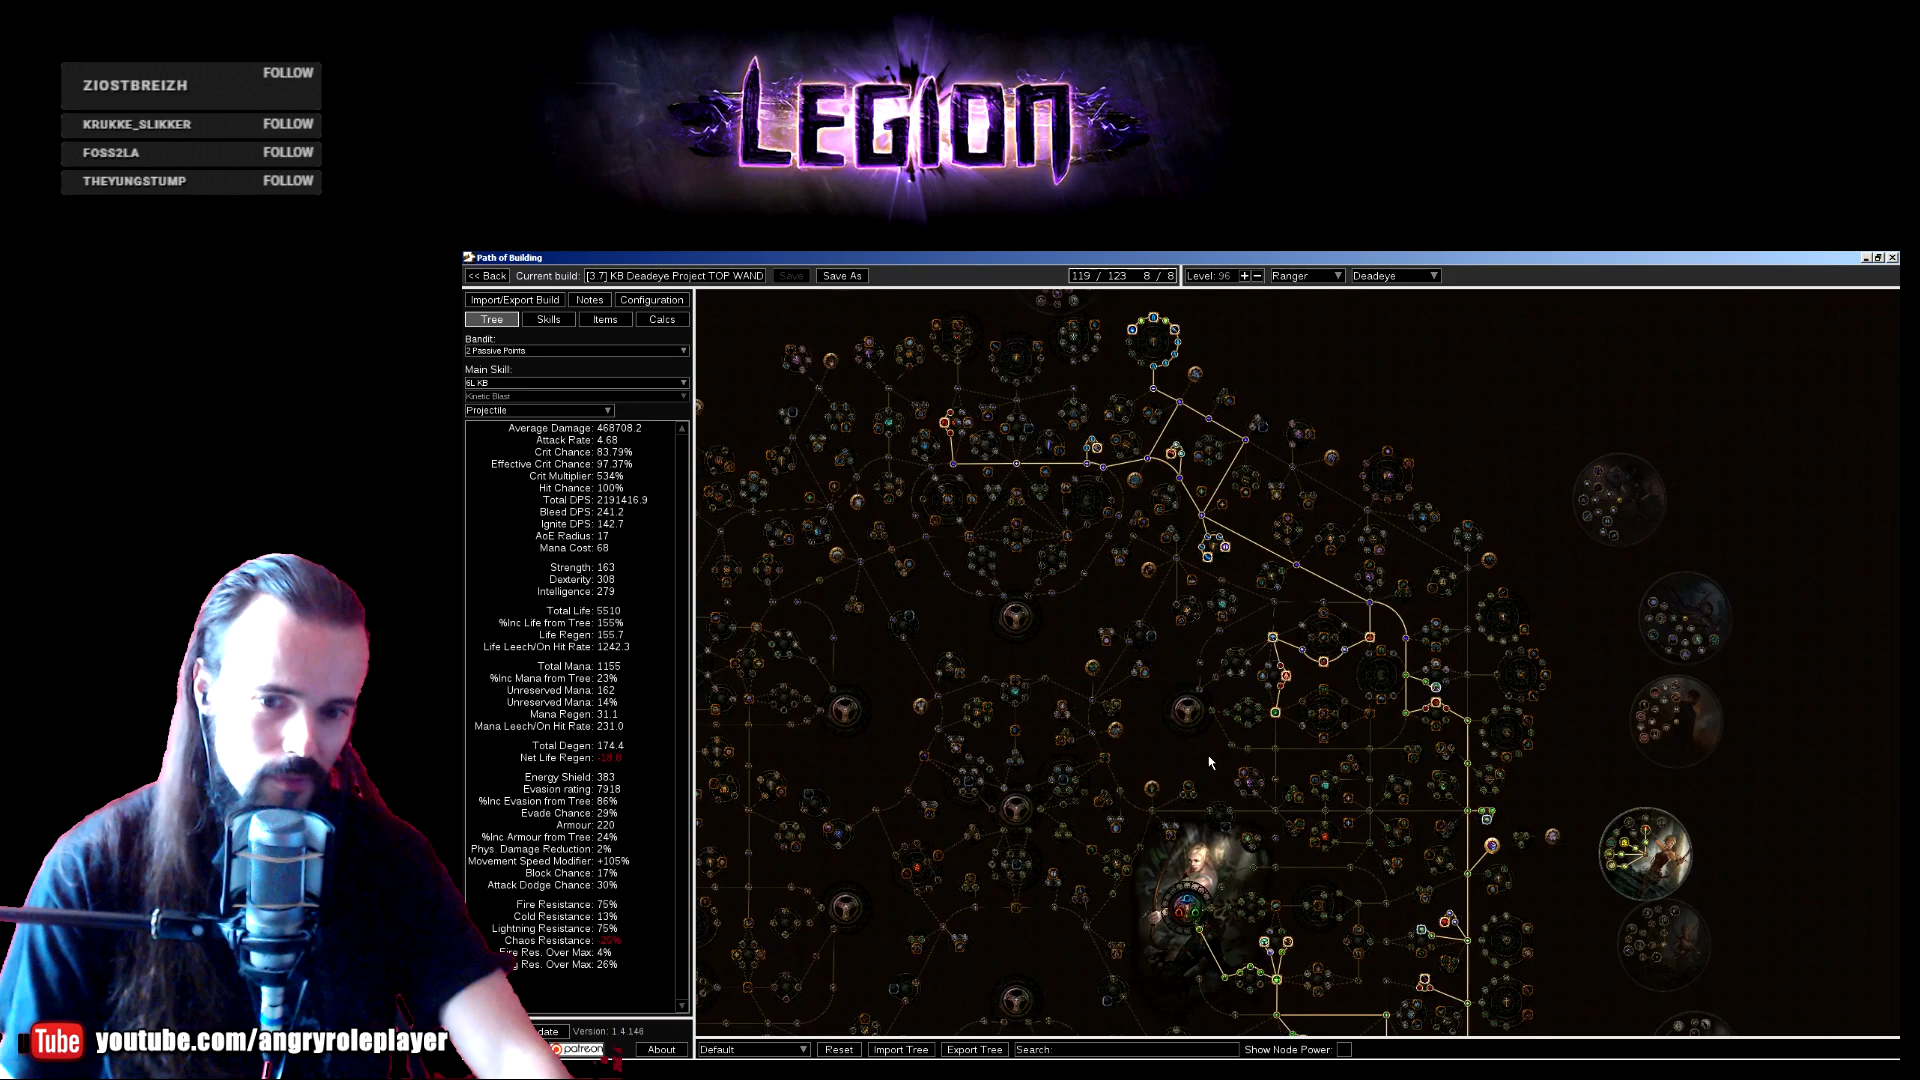 ZIOSTBREIZH FOLLOW
KRUKKE_SLIKKER FOLLOW
FOSS2LA FOLLOW
THEYUNGSTUMP FOLLOW
LEGION
Path of Building
<< Back Current build: [3.7] KB Deadeye Project TOP WAND Save Save As 119 / 123 8 / 8 Level: 96 + − Ranger Deadeye
Import/Export Build Notes Configuration
Tree Skills Items Calcs
Bandit:
2 Passive Points
Main Skill:
6L KB
Kinetic Blast
Projectile
Average Damage: 468708.2
Attack Rate: 4.68
Crit Chance: 83.79%
Effective Crit Chance: 97.37%
Crit Multiplier: 534%
Hit Chance: 100%
Total DPS: 2191416.9
Bleed DPS: 241.2
Ignite DPS: 142.7
AoE Radius: 17
Mana Cost: 68
Strength: 163
Dexterity: 308
Intelligence: 279
Total Life: 5510
%Inc Life from Tree: 155%
Life Regen: 155.7
Life Leech/On Hit Rate: 1242.3
Total Mana: 1155
%Inc Mana from Tree: 23%
Unreserved Mana: 162
Unreserved Mana: 14%
Mana Regen: 31.1
Mana Leech/On Hit Rate: 231.0
Total Degen: 174.4
Net Life Regen: -18.8
Energy Shield: 383
Evasion rating: 7918
%Inc Evasion from Tree: 86%
Evade Chance: 29%
Armour: 220
%Inc Armour from Tree: 24%
Phys. Damage Reduction: 2%
Movement Speed Modifier: +105%
Block Chance: 17%
Attack Dodge Chance: 30%
Fire Resistance: 75%
Cold Resistance: 13%
Lightning Resistance: 75%
Chaos Resistance:
Fire Res. Over Max: 4%
g Res. Over Max: 26%
date Version: 1.4.146
patreon About
Default Reset Import Tree Export Tree Search: Show Node Power:
Tube youtube.com/angryroleplayer